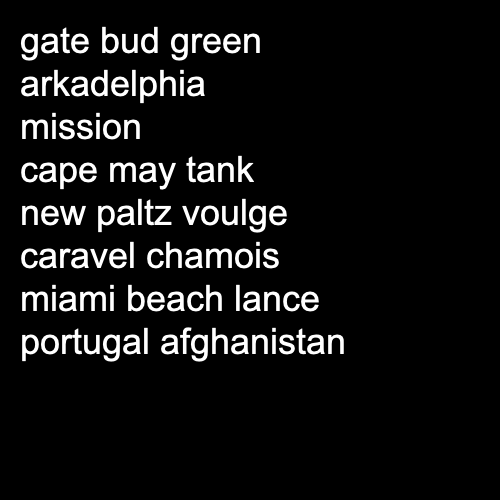 gate bud green
arkadelphia
mission
cape may tank
new paltz voulge
caravel chamois
miami beach lance
portugal afghanistan